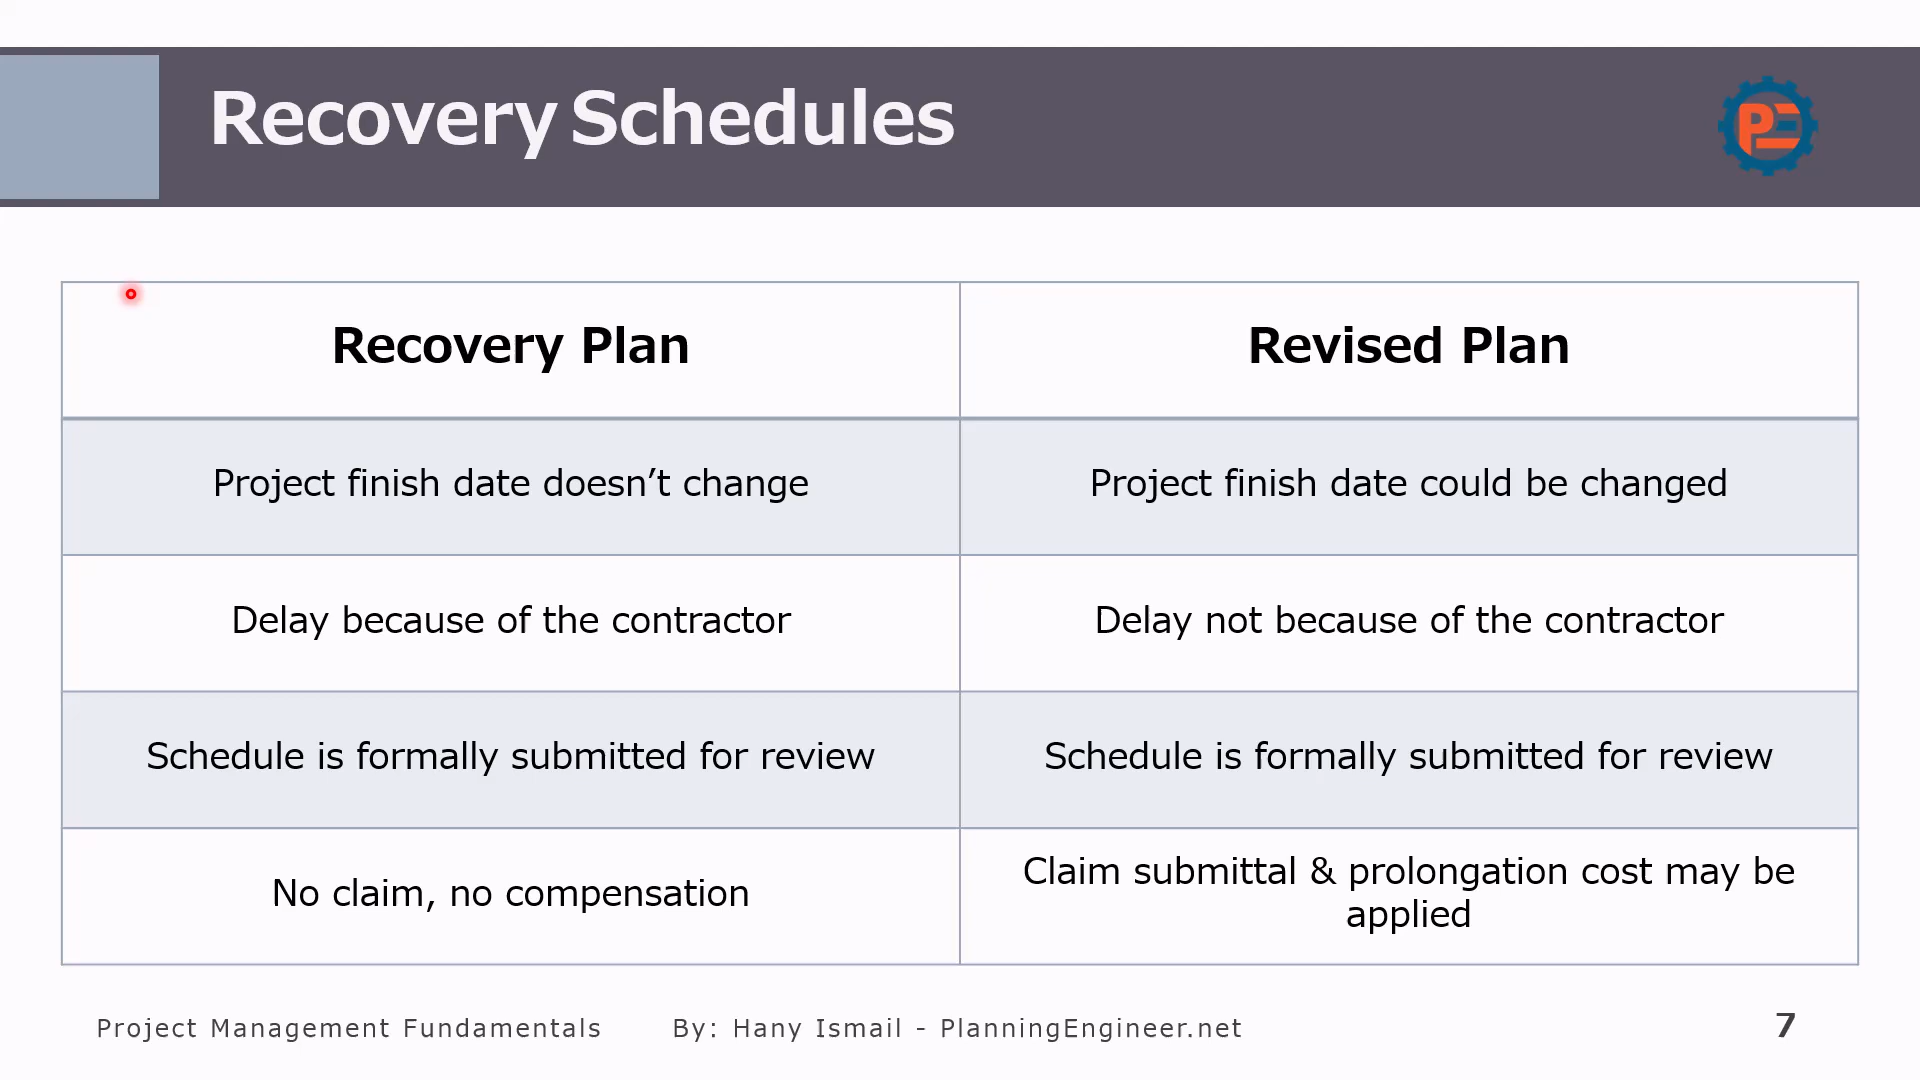 Recovery Schedules
PE
Recovery Plan
Revised Plan
Project finish date doesn’t change
Project finish date could be changed
Delay because of the contractor
Delay not because of the contractor
Schedule is formally submitted for review
Schedule is formally submitted for review
No claim, no compensation
Claim submittal & prolongation cost may be
applied
Project Management Fundamentals
By: Hany Ismail - PlanningEngineer.net
7